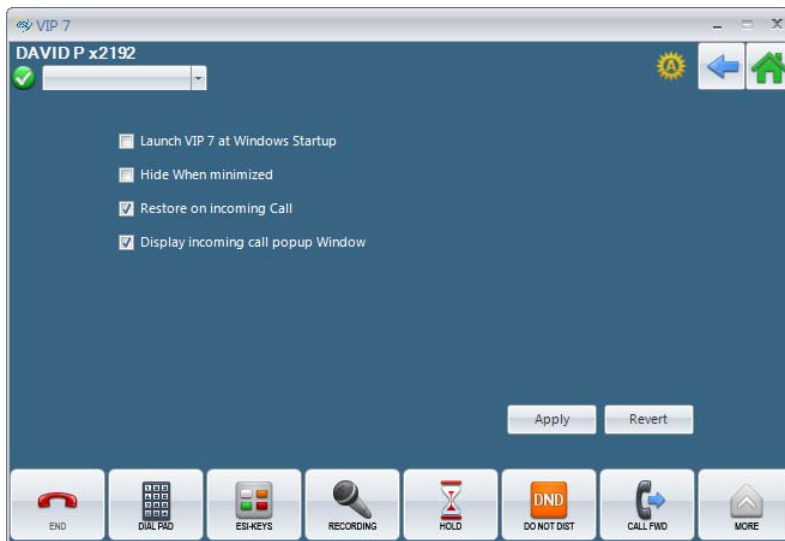 esi VIP 7
DAVID P x2192
A
Launch VIP 7 at Windows Startup
Hide When minimized
Restore on incoming Call
Display incoming call popup Window
Apply Revert
DND
END DIAL PAD ESI-KEYS RECORDING HOLD DO NOT DIST CALL FWD MORE